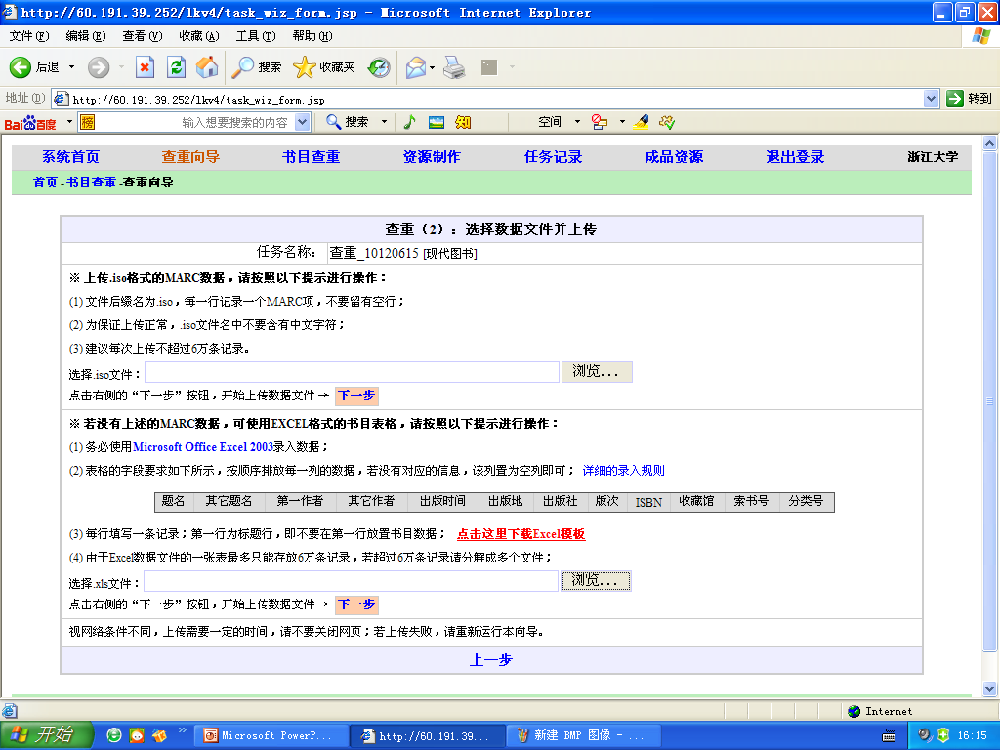 http://60.191.39.252/lkv4/task_wiz_form.jsp - Microsoft Internet Explorer
文件(F) 编辑(E) 查看(V) 收藏(A) 工具(T) 帮助(H)
后退 搜索 收藏夹
地址(D) http://60.191.39.252/lkv4/task_wiz_form.jsp 转到
Bai百度 榜 输入想要搜索的内容 搜索 知 空间
系统首页 查重向导 书目查重 资源制作 任务记录 成品资源 退出登录 浙江大学
首页 -书目查重 -查重向导
查重（2）：选择数据文件并上传
任务名称： 查重_10120615 [现代图书]
※ 上传.iso格式的MARC数据，请按照以下提示进行操作：
(1) 文件后缀名为.iso，每一行记录一个MARC项，不要留有空行；
(2) 为保证上传正常，.iso文件名中不要含有中文字符；
(3) 建议每次上传不超过6万条记录。
选择.iso文件： 浏览...
点击右侧的“下一步”按钮，开始上传数据文件→ 下一步
※ 若没有上述的MARC数据，可使用EXCEL格式的书目表格，请按照以下提示进行操作：
(1) 务必使用Microsoft Office Excel 2003录入数据；
(2) 表格的字段要求如下所示，按顺序排放每一列的数据，若没有对应的信息，该列置为空列即可； 详细的录入规则
题名 其它题名 第一作者 其它作者 出版时间 出版地 出版社 版次 ISBN 收藏馆 索书号 分类号
(3) 每行填写一条记录；第一行为标题行，即不要在第一行放置书目数据； 点击这里下载Excel模板
(4) 由于Excel数据文件的一张表最多只能存放6万条记录，若超过6万条记录请分解成多个文件；
选择.xls文件： 浏览...
点击右侧的“下一步”按钮，开始上传数据文件→ 下一步
视网络条件不同，上传需要一定的时间，请不要关闭网页；若上传失败，请重新运行本向导。
上一步
Internet
开始 Microsoft PowerP... http://60.191.39... 新建 BMP 图像 -... 16:15